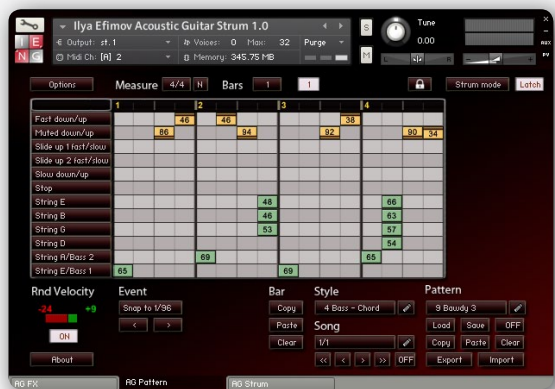 Ilya Efimov Acoustic Guitar Strum 1.0
S
Tune
0.00
€ Output: st.1
Voices: 0 Max: 32 Purge
Midi Ch: [A] 2
Memory: 345.75 MB
M
L R
AUX
PV
I E
N G
Options Measure 4/4 N Bars 1 1 Strum mode Latch
1 2 3 4
Fast down/up 46 46 38
Muted down/up 86 94 92 90 34
Slide up 1 fast/slow
Slide up 2 fast/slow
Slow down/up
Stop
String E 48 66
String B 46 63
String G 53 57
String D 54
String A/Bass 2 69 65
String E/Bass 1 65 69
Rnd Velocity Event Bar Style Pattern
-24 +9 Snap to 1/96 Copy 4 Bass - Chord 9 Bawdy 3
ON < > Paste Song Load Save OFF
Clear 1/1 Copy Paste Clear
About << < > >> OFF Export Import
AG FX AG Pattern AG Strum